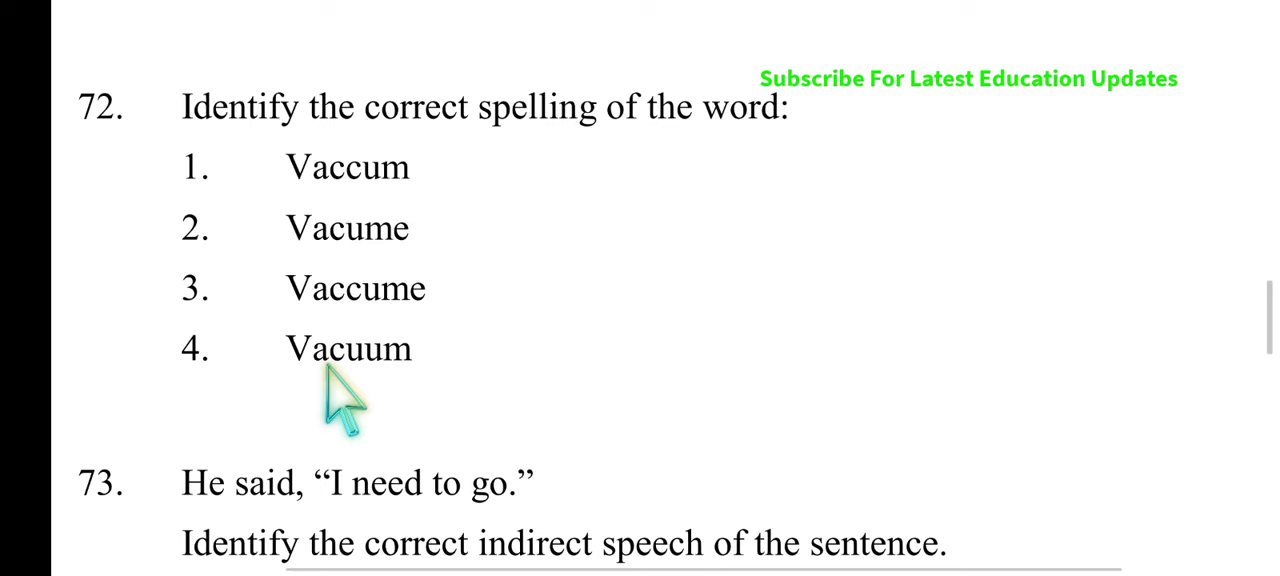 Subscribe For Latest Education Updates
72. Identify the correct spelling of the word:
1. Vaccum
2. Vacume
3. Vaccume
4. Vacuum
73. He said, “I need to go.”
Identify the correct indirect speech of the sentence.